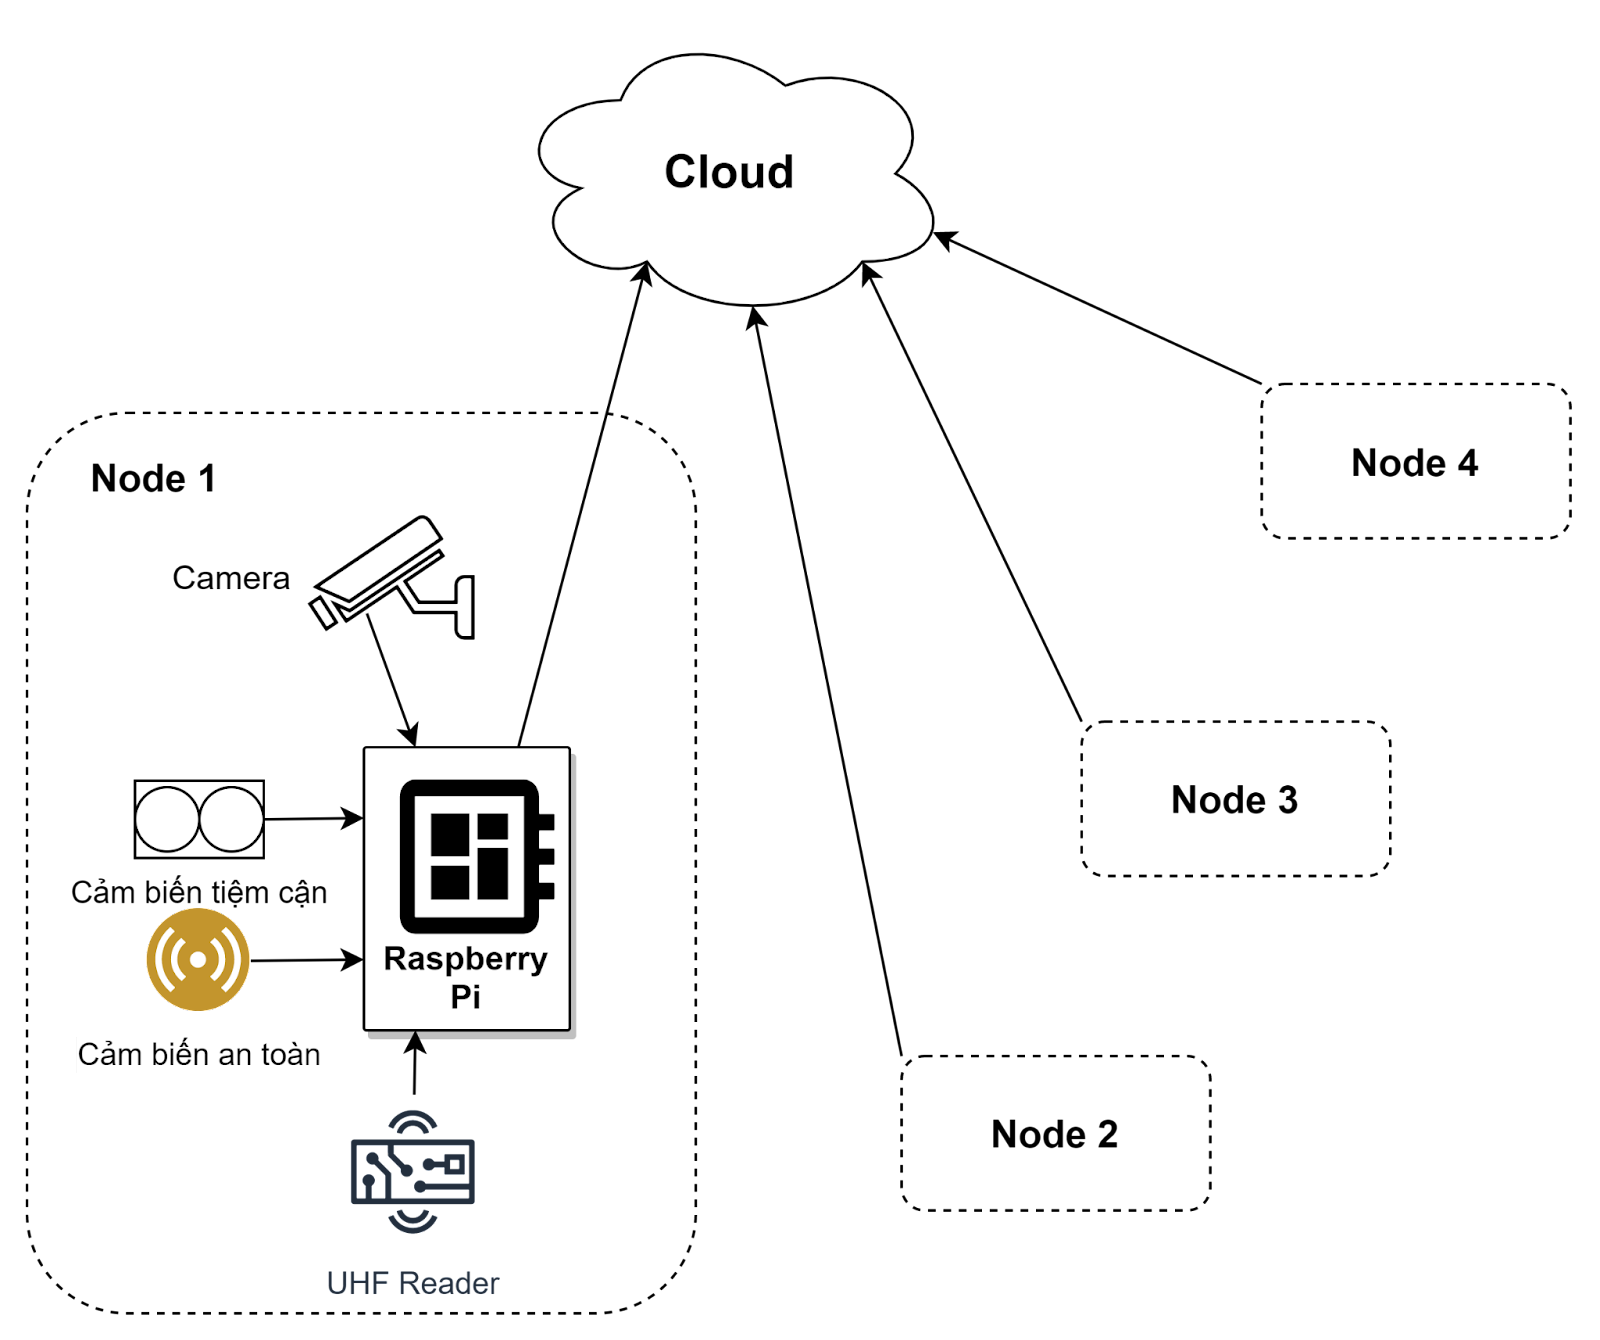 Cloud
Node 4
Node 1
Camera
Node 3
Cảm biến tiệm cận
Raspberry
Pi
Cảm biến an toàn
Node 2
UHF Reader